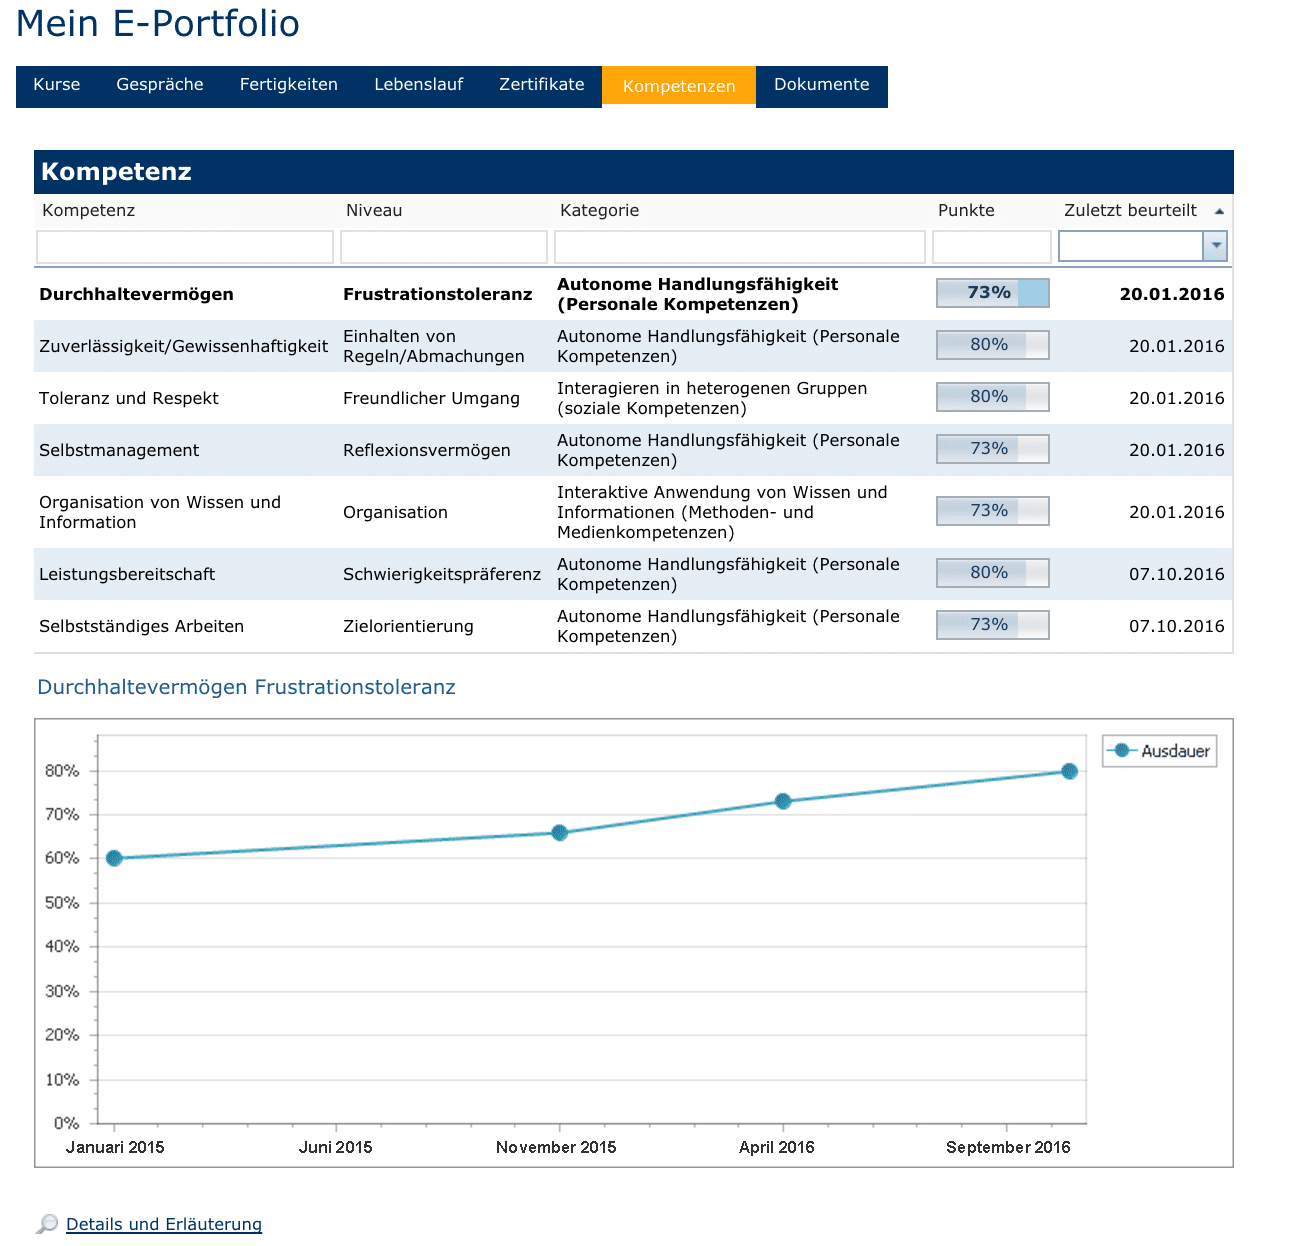 Mein E-Portfolio
Kurse Gespräche Fertigkeiten Lebenslauf Zertifikate Kompetenzen Dokumente
Kompetenz
Kompetenz Niveau Kategorie Punkte Zuletzt beurteilt
Durchhaltevermögen Frustrationstoleranz Autonome Handlungsfähigkeit
(Personale Kompetenzen) 73% 20.01.2016
Zuverlässigkeit/Gewissenhaftigkeit Einhalten von
Regeln/Abmachungen Autonome Handlungsfähigkeit (Personale
Kompetenzen) 80% 20.01.2016
Toleranz und Respekt Freundlicher Umgang Interagieren in heterogenen Gruppen
(soziale Kompetenzen) 80% 20.01.2016
Selbstmanagement Reflexionsvermögen Autonome Handlungsfähigkeit (Personale
Kompetenzen) 73% 20.01.2016
Organisation von Wissen und
Information Organisation Interaktive Anwendung von Wissen und
Informationen (Methoden- und
Medienkompetenzen) 73% 20.01.2016
Leistungsbereitschaft Schwierigkeitspräferenz Autonome Handlungsfähigkeit (Personale
Kompetenzen) 80% 07.10.2016
Selbstständiges Arbeiten Zielorientierung Autonome Handlungsfähigkeit (Personale
Kompetenzen) 73% 07.10.2016
Durchhaltevermögen Frustrationstoleranz
Ausdauer
80%
70%
60%
50%
40%
30%
20%
10%
0%
Januari 2015 Juni 2015 November 2015 April 2016 September 2016
Details und Erläuterung